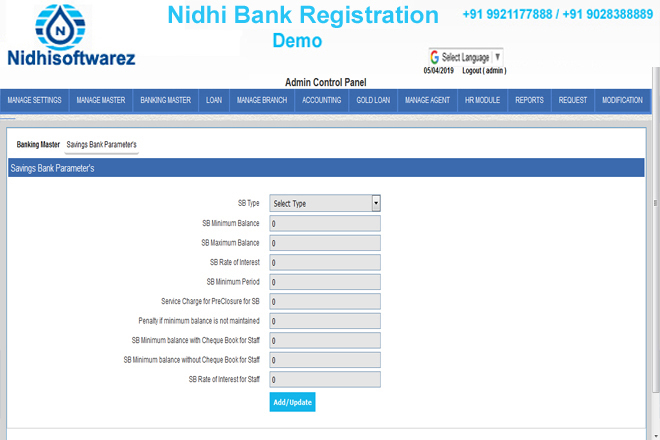 Nidhi Bank Registration
Demo
+91 9921177888 / +91 9028388889
Nidhisoftwarez
G Select Language ▼
05/04/2019 Logout ( admin )
Admin Control Panel
MANAGE SETTINGS MANAGE MASTER BANKING MASTER LOAN MANAGE BRANCH ACCOUNTING GOLD LOAN MANAGE AGENT HR MODULE REPORTS REQUEST MODIFICATION
Banking Master Savings Bank Parameter's
Savings Bank Parameter's
SB Type Select Type
SB Minimum Balance 0
SB Maximum Balance 0
SB Rate of Interest 0
SB Minimum Period 0
Service Charge for PreClosure for SB 0
Penalty if minimum balance is not maintained 0
SB Minimum balance with Cheque Book for Staff 0
SB Minimum balance without Cheque Book for Staff 0
SB Rate of Interest for Staff 0
Add/Update